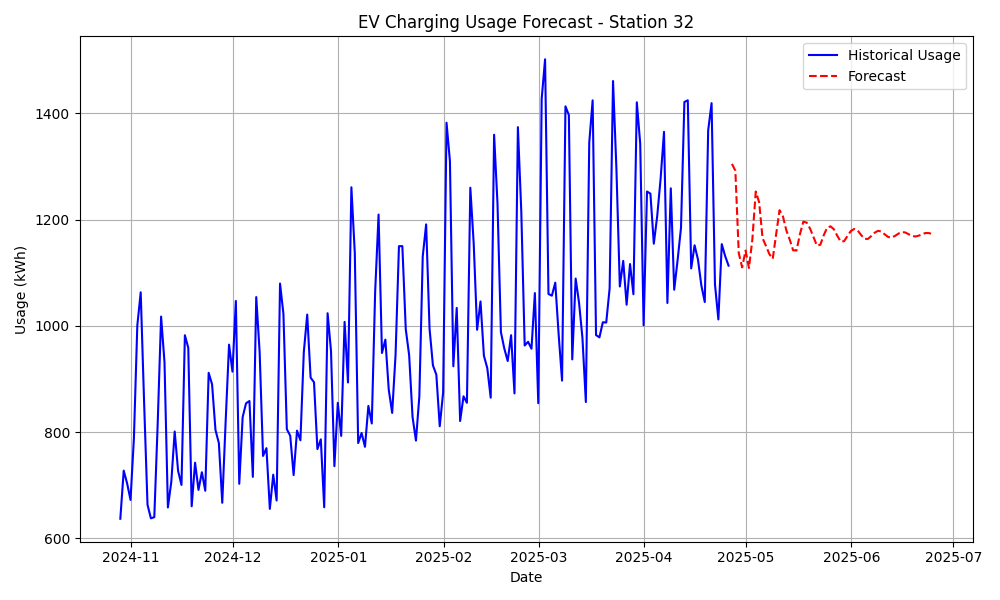 EV Charging Usage Forecast - Station 32
Historical Usage
Forecast
Usage (kWh)
1400
1200
1000
800
600
2024-11
2024-12
2025-01
2025-02
2025-03
2025-04
2025-05
2025-06
2025-07
Date